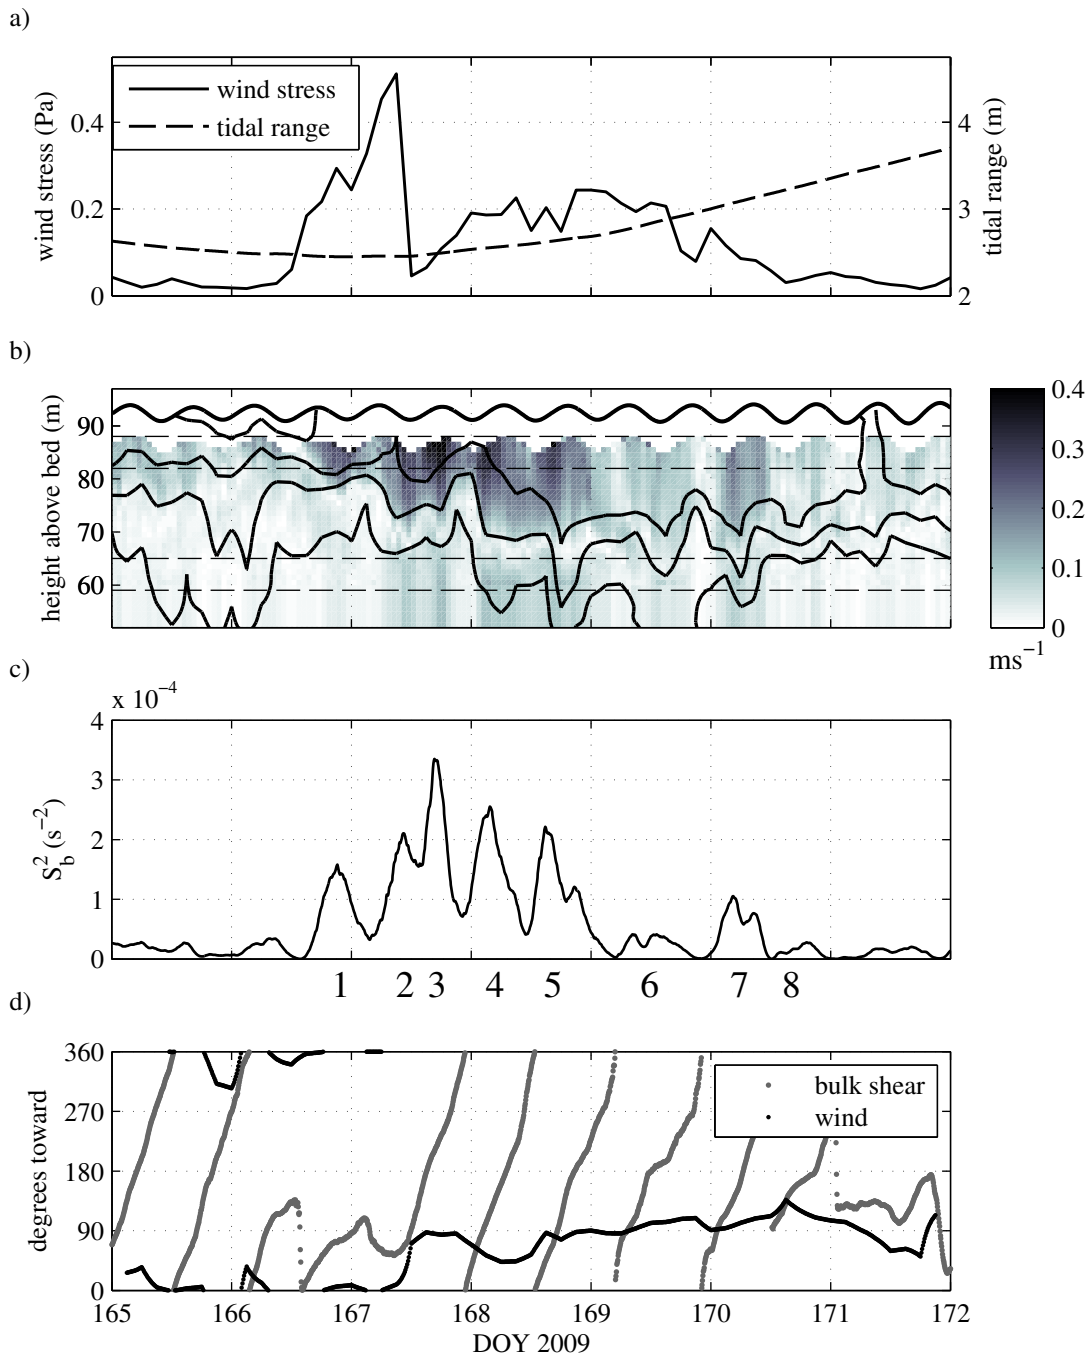 a)
wind stress
tidal range
wind stress (Pa)
0.4
0.2
0
tidal range (m)
4
3
2
b)
height above bed (m)
90
80
70
60
0.4
0.3
0.2
0.1
0
ms⁻¹
c)
x 10⁻⁴
S_b² (s⁻²)
4
3
2
1
0
1 2 3 4 5 6 7 8
d)
degrees toward
360
270
180
90
0
bulk shear
wind
165 166 167 168 169 170 171 172
DOY 2009